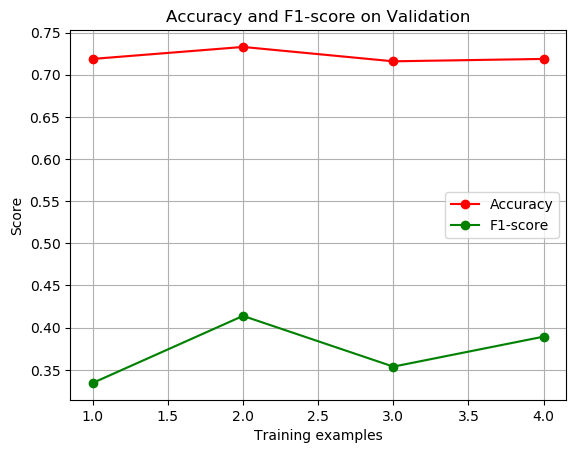 Accuracy and F1-score on Validation
0.75
0.70
0.65
0.60
0.55
0.50
0.45
0.40
0.35
Score
Accuracy
F1-score
1.0 1.5 2.0 2.5 3.0 3.5 4.0
Training examples